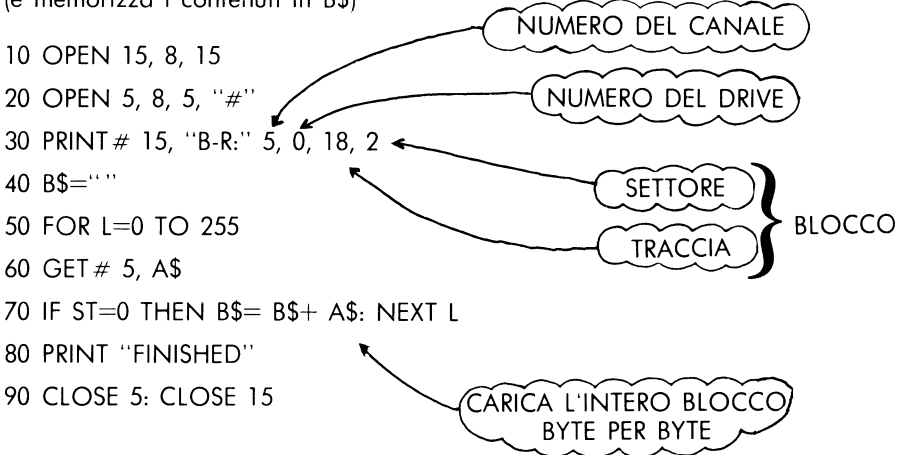 (e memorizza i contenuti in B$)
NUMERO DEL CANALE
10 OPEN 15, 8, 15
20 OPEN 5, 8, 5, “#”
NUMERO DEL DRIVE
30 PRINT# 15, “B-R:” 5, 0, 18, 2
40 B$=“ ”
SETTORE
50 FOR L=0 TO 255
BLOCCO
TRACCIA
60 GET# 5, A$
70 IF ST=0 THEN B$= B$+ A$: NEXT L
80 PRINT “FINISHED”
90 CLOSE 5: CLOSE 15
CARICA L'INTERO BLOCCO
BYTE PER BYTE